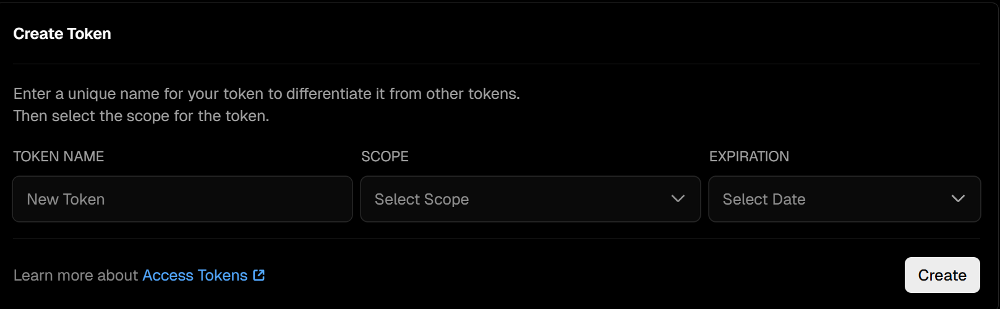 Create Token
Enter a unique name for your token to differentiate it from other tokens.
Then select the scope for the token.
TOKEN NAME
SCOPE
EXPIRATION
New Token
Select Scope
Select Date
Learn more about Access Tokens
Create